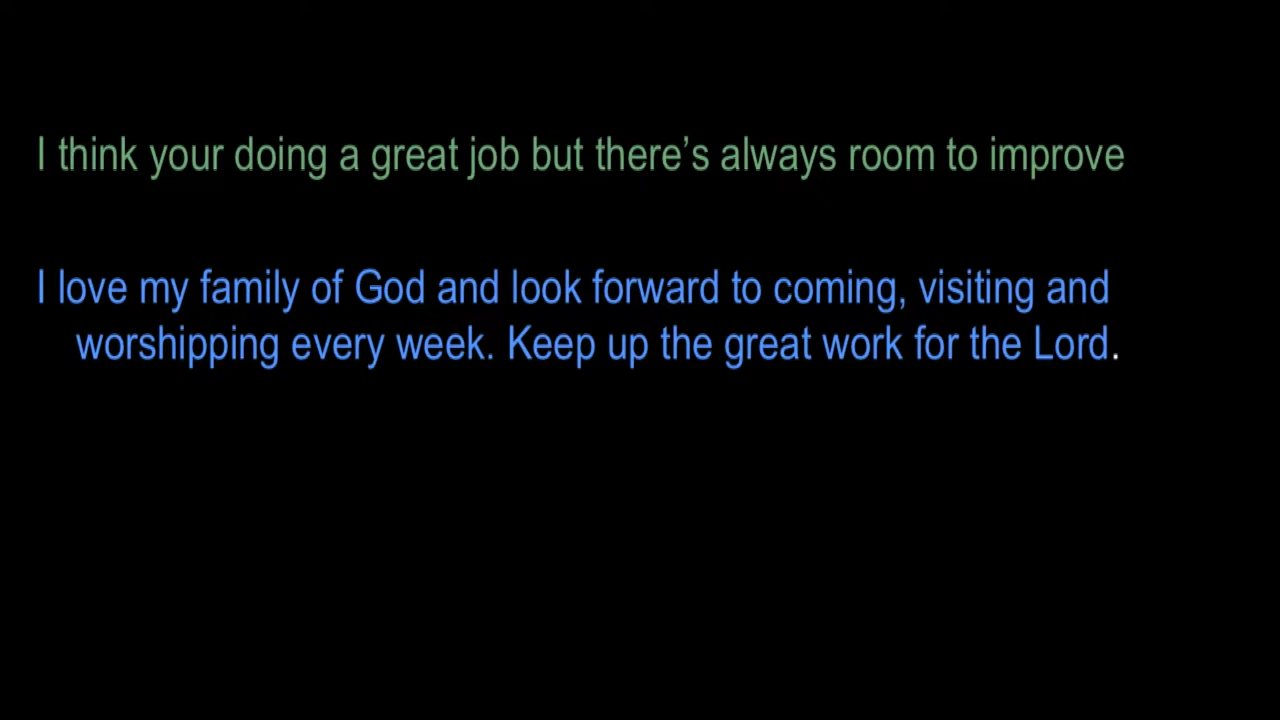 I think your doing a great job but there’s always room to improve
I love my family of God and look forward to coming, visiting and
worshipping every week. Keep up the great work for the Lord.